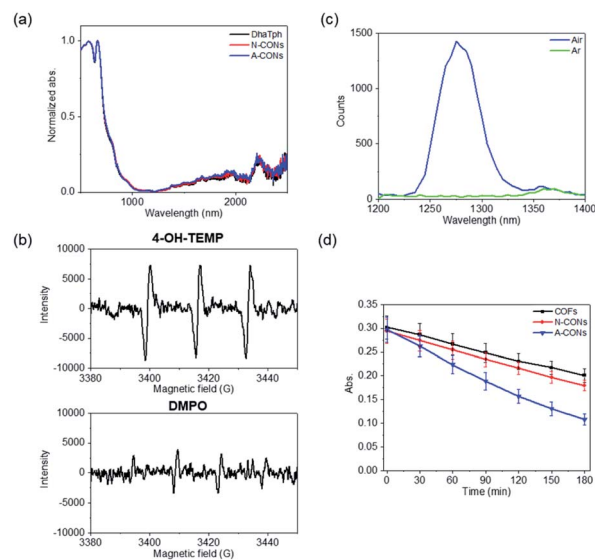 (a)
DhaTph
N-CONs
A-CONs
1.0
0.5
0.0
Normalized abs.
1000
2000
Wavelength (nm)
(c)
Air
Ar
1500
1000
500
0
Counts
1200
1250
1300
1350
1400
Wavelength (nm)
(b)
4-OH-TEMP
10000
5000
0
-5000
-10000
Intensity
3380
3400
3420
3440
Magnetic field (G)
DMPO
10000
5000
0
-5000
-10000
Intensity
3380
3400
3420
3440
Magnetic field (G)
(d)
COFs
N-CONs
A-CONs
0.35
0.30
0.25
0.20
0.15
0.10
0.05
0.00
Abs.
0
30
60
90
120
150
180
Time (min)